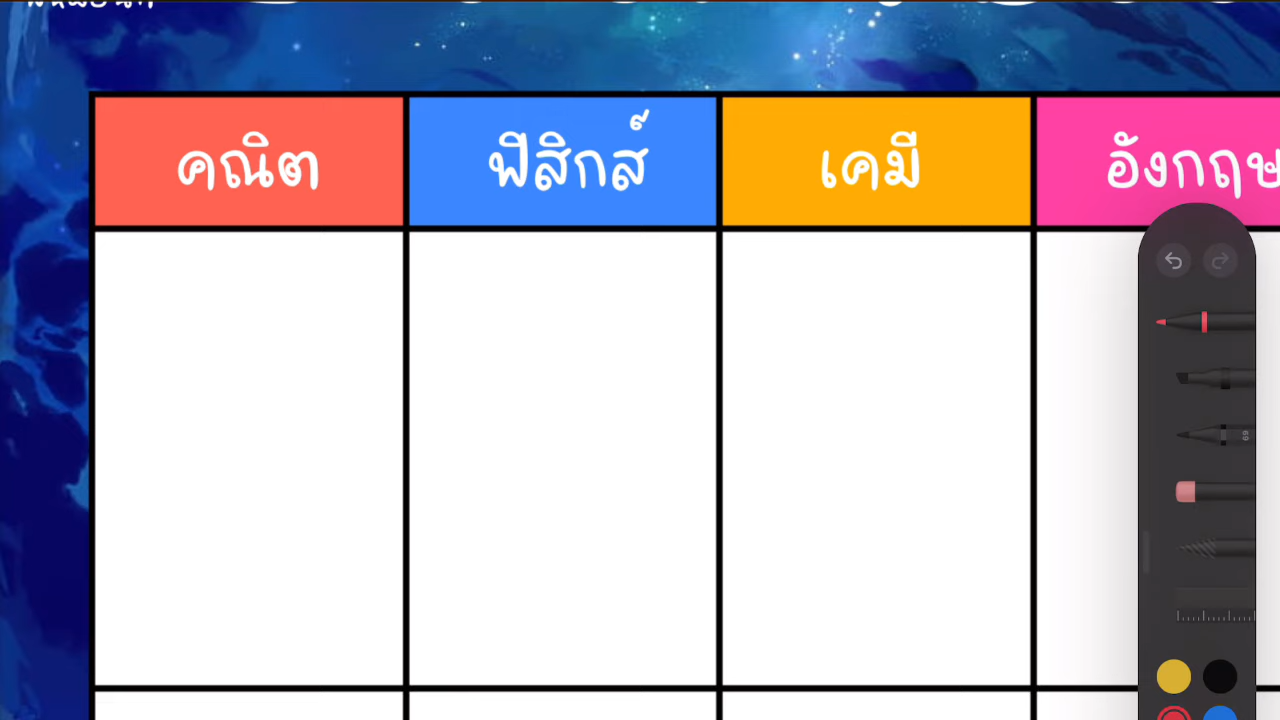 คณิต
ฟิสิกส์
เคมี
อังกฤษ